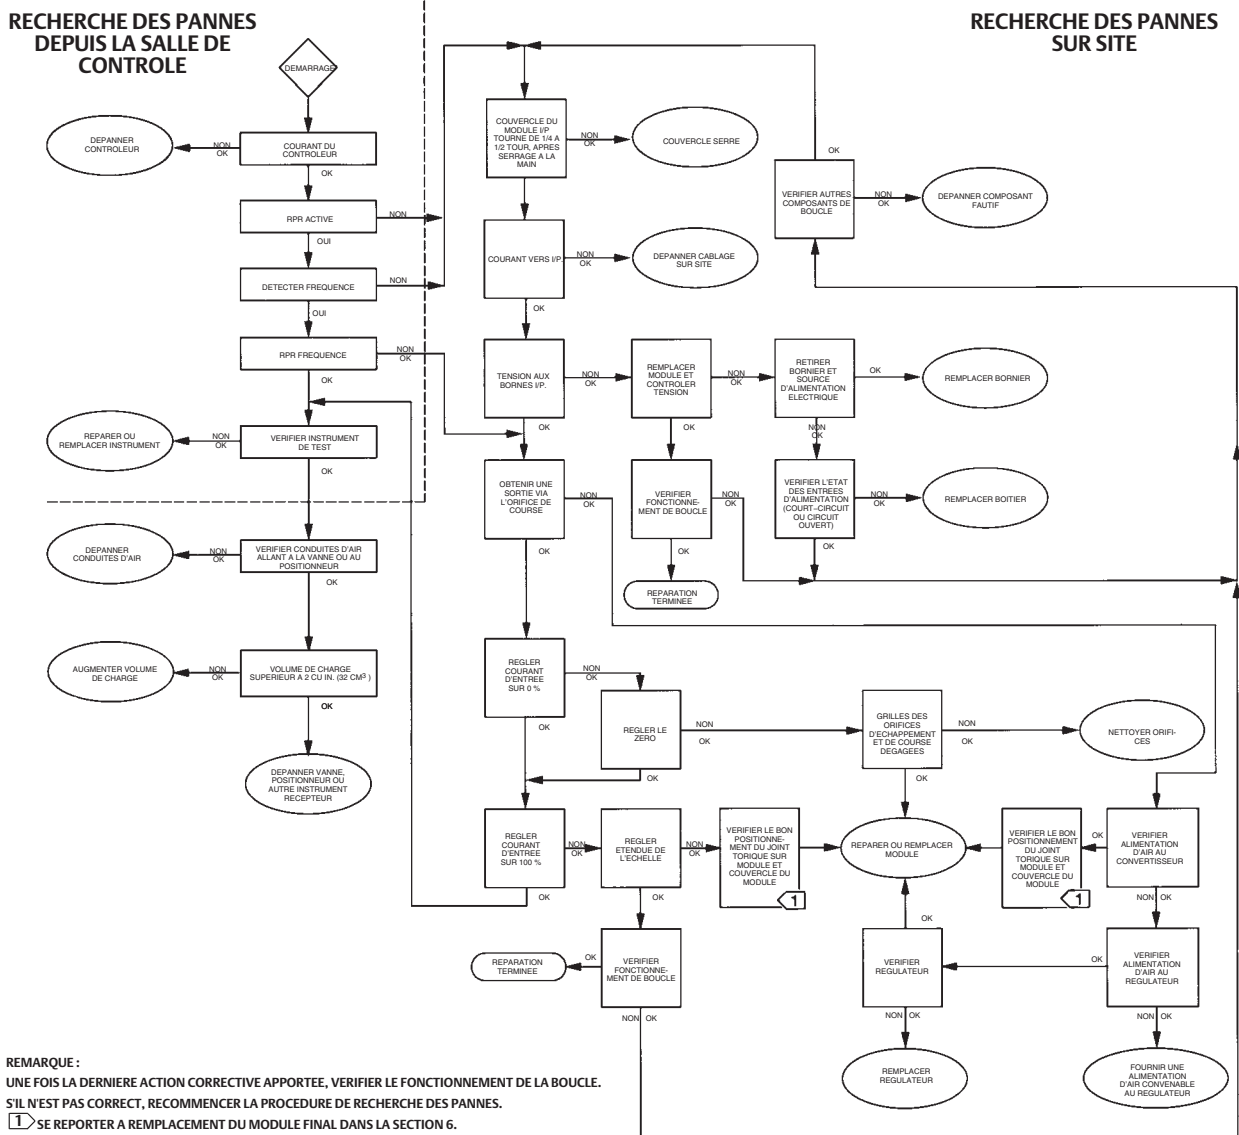 RECHERCHE DES PANNES
DEPUIS LA SALLE DE
CONTROLE
RECHERCHE DES PANNES
SUR SITE
DEMARRAGE
DEPANNER
CONTROLEUR
NON
OK
COURANT DU
CONTROLEUR
OK
RPR ACTIVE
NON
OUI
DETECTER FREQUENCE
NON
OUI
RPR FREQUENCE
NON
OK
OK
REPARER OU
REMPLACER INSTRUMENT
NON
OK
VERIFIER INSTRUMENT
DE TEST
OK
DEPANNER
CONDUITES D'AIR
NON
OK
VERIFIER CONDUITES D'AIR
ALLANT A LA VANNE OU AU
POSITIONNEUR
OK
AUGMENTER VOLUME
DE CHARGE
NON
OK
VOLUME DE CHARGE
SUPERIEUR A 2 CU IN. (32 CM³ )
OK
DEPANNER VANNE,
POSITIONNEUR OU
AUTRE INSTRUMENT
RECEPTEUR
COUVERCLE DU
MODULE I/P
TOURNE DE 1/4 A
1/2 TOUR, APRES
SERRAGE A LA
MAIN
NON
OK
COUVERCLE SERRE
OK
VERIFIER AUTRES
COMPOSANTS DE
BOUCLE
NON
OK
DEPANNER COMPOSANT
FAUTIF
COURANT VERS I/P.
NON
OK
DEPANNER CABLAGE
SUR SITE
OK
TENSION AUX
BORNES I/P.
NON
OK
REMPLACER
MODULE ET
CONTROLER
TENSION
NON
OK
RETIRER
BORNIER ET
SOURCE
D'ALIMENTATION
ELECTRIQUE
OK
REMPLACER BORNIER
OK
OK
NON
OK
OBTENIR UNE
SORTIE VIA
L'ORIFICE DE
COURSE
NON
OK
VERIFIER
FONCTIONNE-
MENT DE BOUCLE
NON
OK
VERIFIER L'ETAT
DES ENTREES
D'ALIMENTATION
(COURT–CIRCUIT
OU CIRCUIT
OUVERT)
NON
OK
REMPLACER BOITIER
OK
OK
OK
REPARATION
TERMINEE
REGLER
COURANT
D'ENTREE
SUR 0 %
NON
OK
OK
REGLER LE
ZERO
NON
OK
OK
GRILLES DES
ORIFICES
D'ECHAPPEMENT
ET DE COURSE
DEGAGEES
NON
OK
NETTOYER ORIFI-
CES
OK
REGLER
COURANT
D'ENTREE
SUR 100 %
NON
OK
OK
REGLER
ETENDUE DE
L'ECHELLE
NON
OK
OK
VERIFIER LE BON
POSITIONNE-
MENT DU JOINT
TORIQUE SUR
MODULE ET
COUVERCLE DU
MODULE
1
REPARER OU REMPLACER
MODULE
VERIFIER LE BON
POSITIONNEMENT
DU JOINT
TORIQUE SUR
MODULE ET
COUVERCLE DU
MODULE
1
OK
VERIFIER
ALIMENTATION
D'AIR AU
CONVERTISSEUR
NON OK
REPARATION
TERMINEE
OK
VERIFIER
FONCTIONNE-
MENT DE BOUCLE
NON OK
OK
VERIFIER
REGULATEUR
NON OK
OK
VERIFIER
ALIMENTATION
D'AIR AU
REGULATEUR
NON OK
REMPLACER
REGULATEUR
FOURNIR UNE
ALIMENTATION
D'AIR CONVENABLE
AU REGULATEUR
REMARQUE :
UNE FOIS LA DERNIERE ACTION CORRECTIVE APPORTEE, VERIFIER LE FONCTIONNEMENT DE LA BOUCLE.
S'IL N'EST PAS CORRECT, RECOMMENCER LA PROCEDURE DE RECHERCHE DES PANNES.
1 SE REPORTER A REMPLACEMENT DU MODULE FINAL DANS LA SECTION 6.